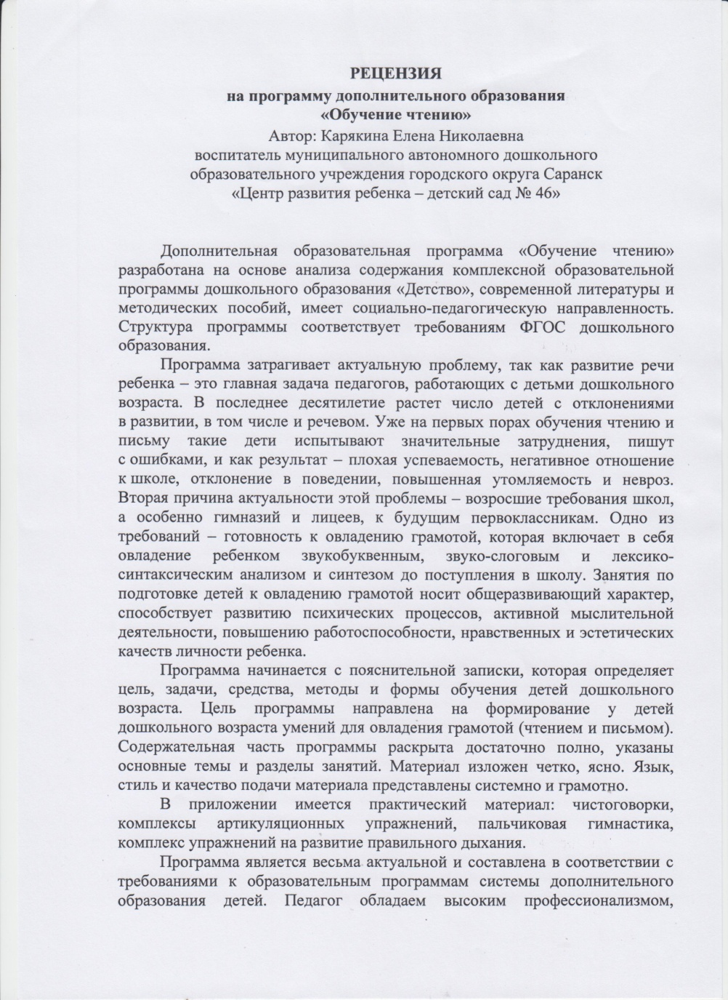 РЕЦЕНЗИЯ
на программу дополнительного образования
«Обучение чтению»
Автор: Карякина Елена Николаевна
воспитатель муниципального автономного дошкольного
образовательного учреждения городского округа Саранск
«Центр развития ребенка – детский сад № 46»
Дополнительная образовательная программа «Обучение чтению»
разработана на основе анализа содержания комплексной образовательной
программы дошкольного образования «Детство», современной литературы и
методических пособий, имеет социально-педагогическую направленность.
Структура программы соответствует требованиям ФГОС дошкольного
образования.
Программа затрагивает актуальную проблему, так как развитие речи
ребенка – это главная задача педагогов, работающих с детьми дошкольного
возраста. В последнее десятилетие растет число детей с отклонениями
в развитии, в том числе и речевом. Уже на первых порах обучения чтению и
письму такие дети испытывают значительные затруднения, пишут
с ошибками, и как результат – плохая успеваемость, негативное отношение
к школе, отклонение в поведении, повышенная утомляемость и невроз.
Вторая причина актуальности этой проблемы – возросшие требования школ,
а особенно гимназий и лицеев, к будущим первоклассникам. Одно из
требований – готовность к овладению грамотой, которая включает в себя
овладение ребенком звукобуквенным, звуко-слоговым и лексико-
синтаксическим анализом и синтезом до поступления в школу. Занятия по
подготовке детей к овладению грамотой носит общеразвивающий характер,
способствует развитию психических процессов, активной мыслительной
деятельности, повышению работоспособности, нравственных и эстетических
качеств личности ребенка.
Программа начинается с пояснительной записки, которая определяет
цель, задачи, средства, методы и формы обучения детей дошкольного
возраста. Цель программы направлена на формирование у детей
дошкольного возраста умений для овладения грамотой (чтением и письмом).
Содержательная часть программы раскрыта достаточно полно, указаны
основные темы и разделы занятий. Материал изложен четко, ясно. Язык,
стиль и качество подачи материала представлены системно и грамотно.
В приложении имеется практический материал: чистоговорки,
комплексы артикуляционных упражнений, пальчиковая гимнастика,
комплекс упражнений на развитие правильного дыхания.
Программа является весьма актуальной и составлена в соответствии с
требованиями к образовательным программам системы дополнительного
образования детей. Педагог обладаем высоким профессионализмом,